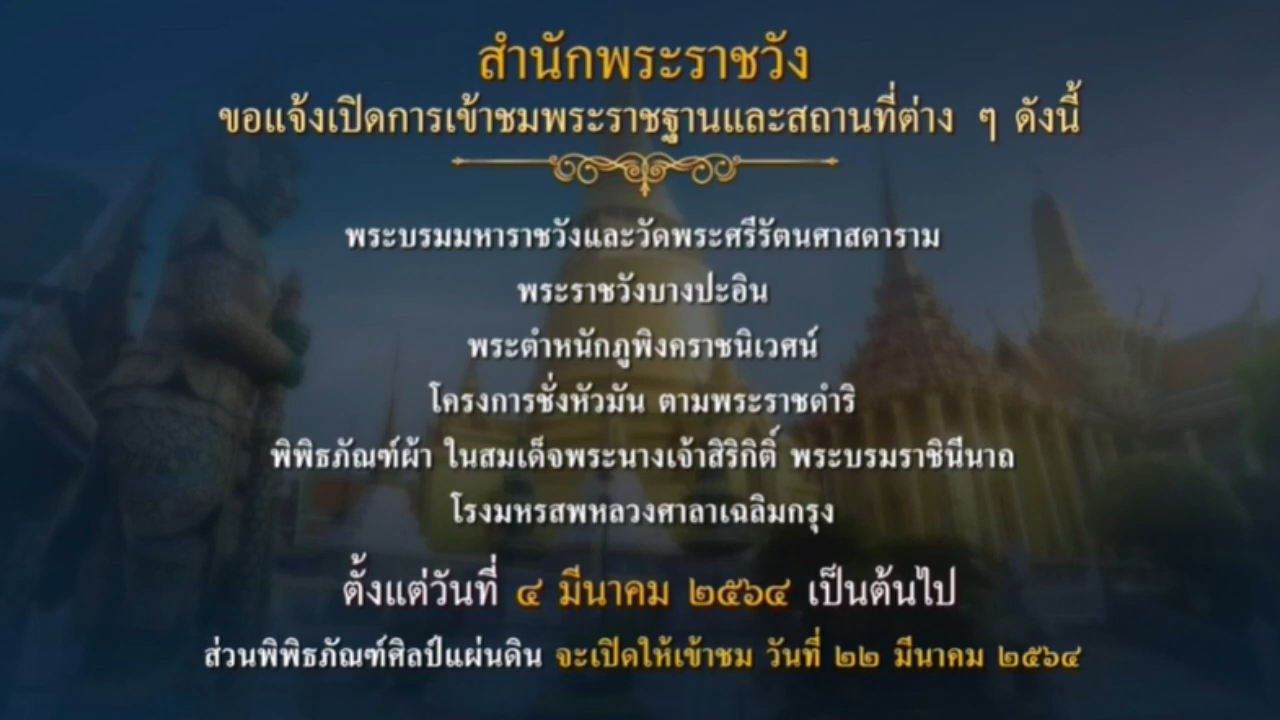 สำนักพระราชวัง
ขอแจ้งเปิดการเข้าชมพระราชฐานและสถานที่ต่าง ๆ ดังนี้
พระบรมมหาราชวังและวัดพระศรีรัตนศาสดาราม
พระราชวังบางปะอิน
พระตำหนักภูพิงคราชนิเวศน์
โครงการชั่งหัวมัน ตามพระราชดำริ
พิพิธภัณฑ์ผ้า ในสมเด็จพระนางเจ้าสิริกิติ์ พระบรมราชินีนาถ
โรงมหรสพหลวงศาลาเฉลิมกรุง
ตั้งแต่วันที่ ๔ มีนาคม ๒๕๖๔ เป็นต้นไป
ส่วนพิพิธภัณฑ์ศิลป์แผ่นดิน จะเปิดให้เข้าชม วันที่ ๒๒ มีนาคม ๒๕๖๔